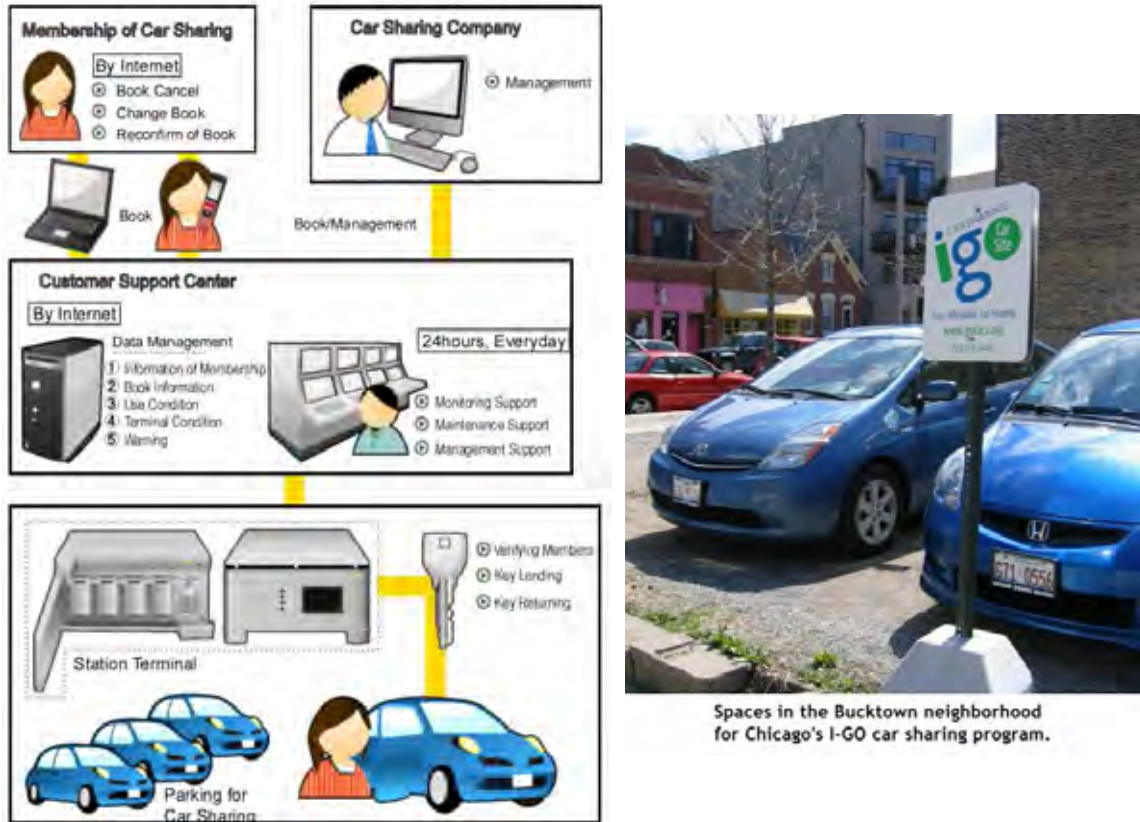 Membership of Car Sharing
By Internet
Book Cancel
Change Book
Reconfirm of Book
Book
Car Sharing Company
Management
Book/Management
Customer Support Center
By Internet
Data Management
1 Information of Membership
2 Book Information
3 Use Condition
4 Terminal Condition
5 Warning
24hours, Everyday
Monitoring Support
Maintenance Support
Management Support
Verifying Members
Key Lending
Key Returning
Station Terminal
Parking for
Car Sharing
igo
Car
Site
G71 0556
Spaces in the Bucktown neighborhood
for Chicago's I-GO car sharing program.